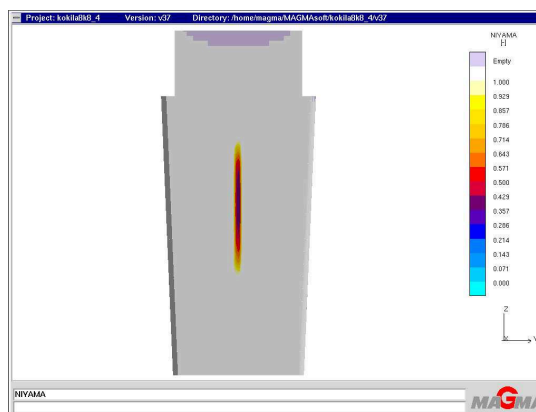 Project: kokila8k8_4 Version: v37 Directory: /home/magma/MAGMAsoft/kokila8k8_4/v37
NIYAMA
[-]
Empty
1.000
0.929
0.857
0.786
0.714
0.643
0.571
0.500
0.429
0.357
0.286
0.214
0.143
0.071
0.000
Z
X
Y
NIYAMA
MAGMA